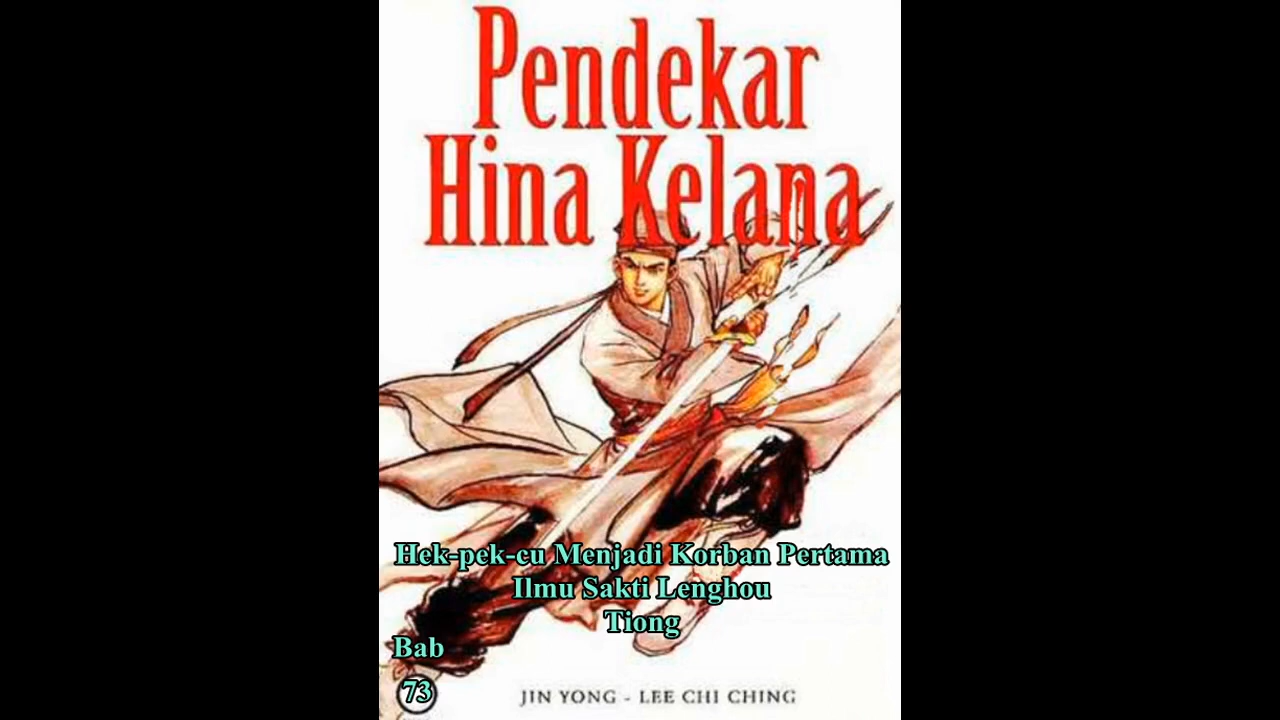 Pendekar
Hina Kelana
Hek-pek-cu Menjadi Korban Pertama
Ilmu Sakti Lenghou
Tiong
Bab
73
JIN YONG - LEE CHI CHING